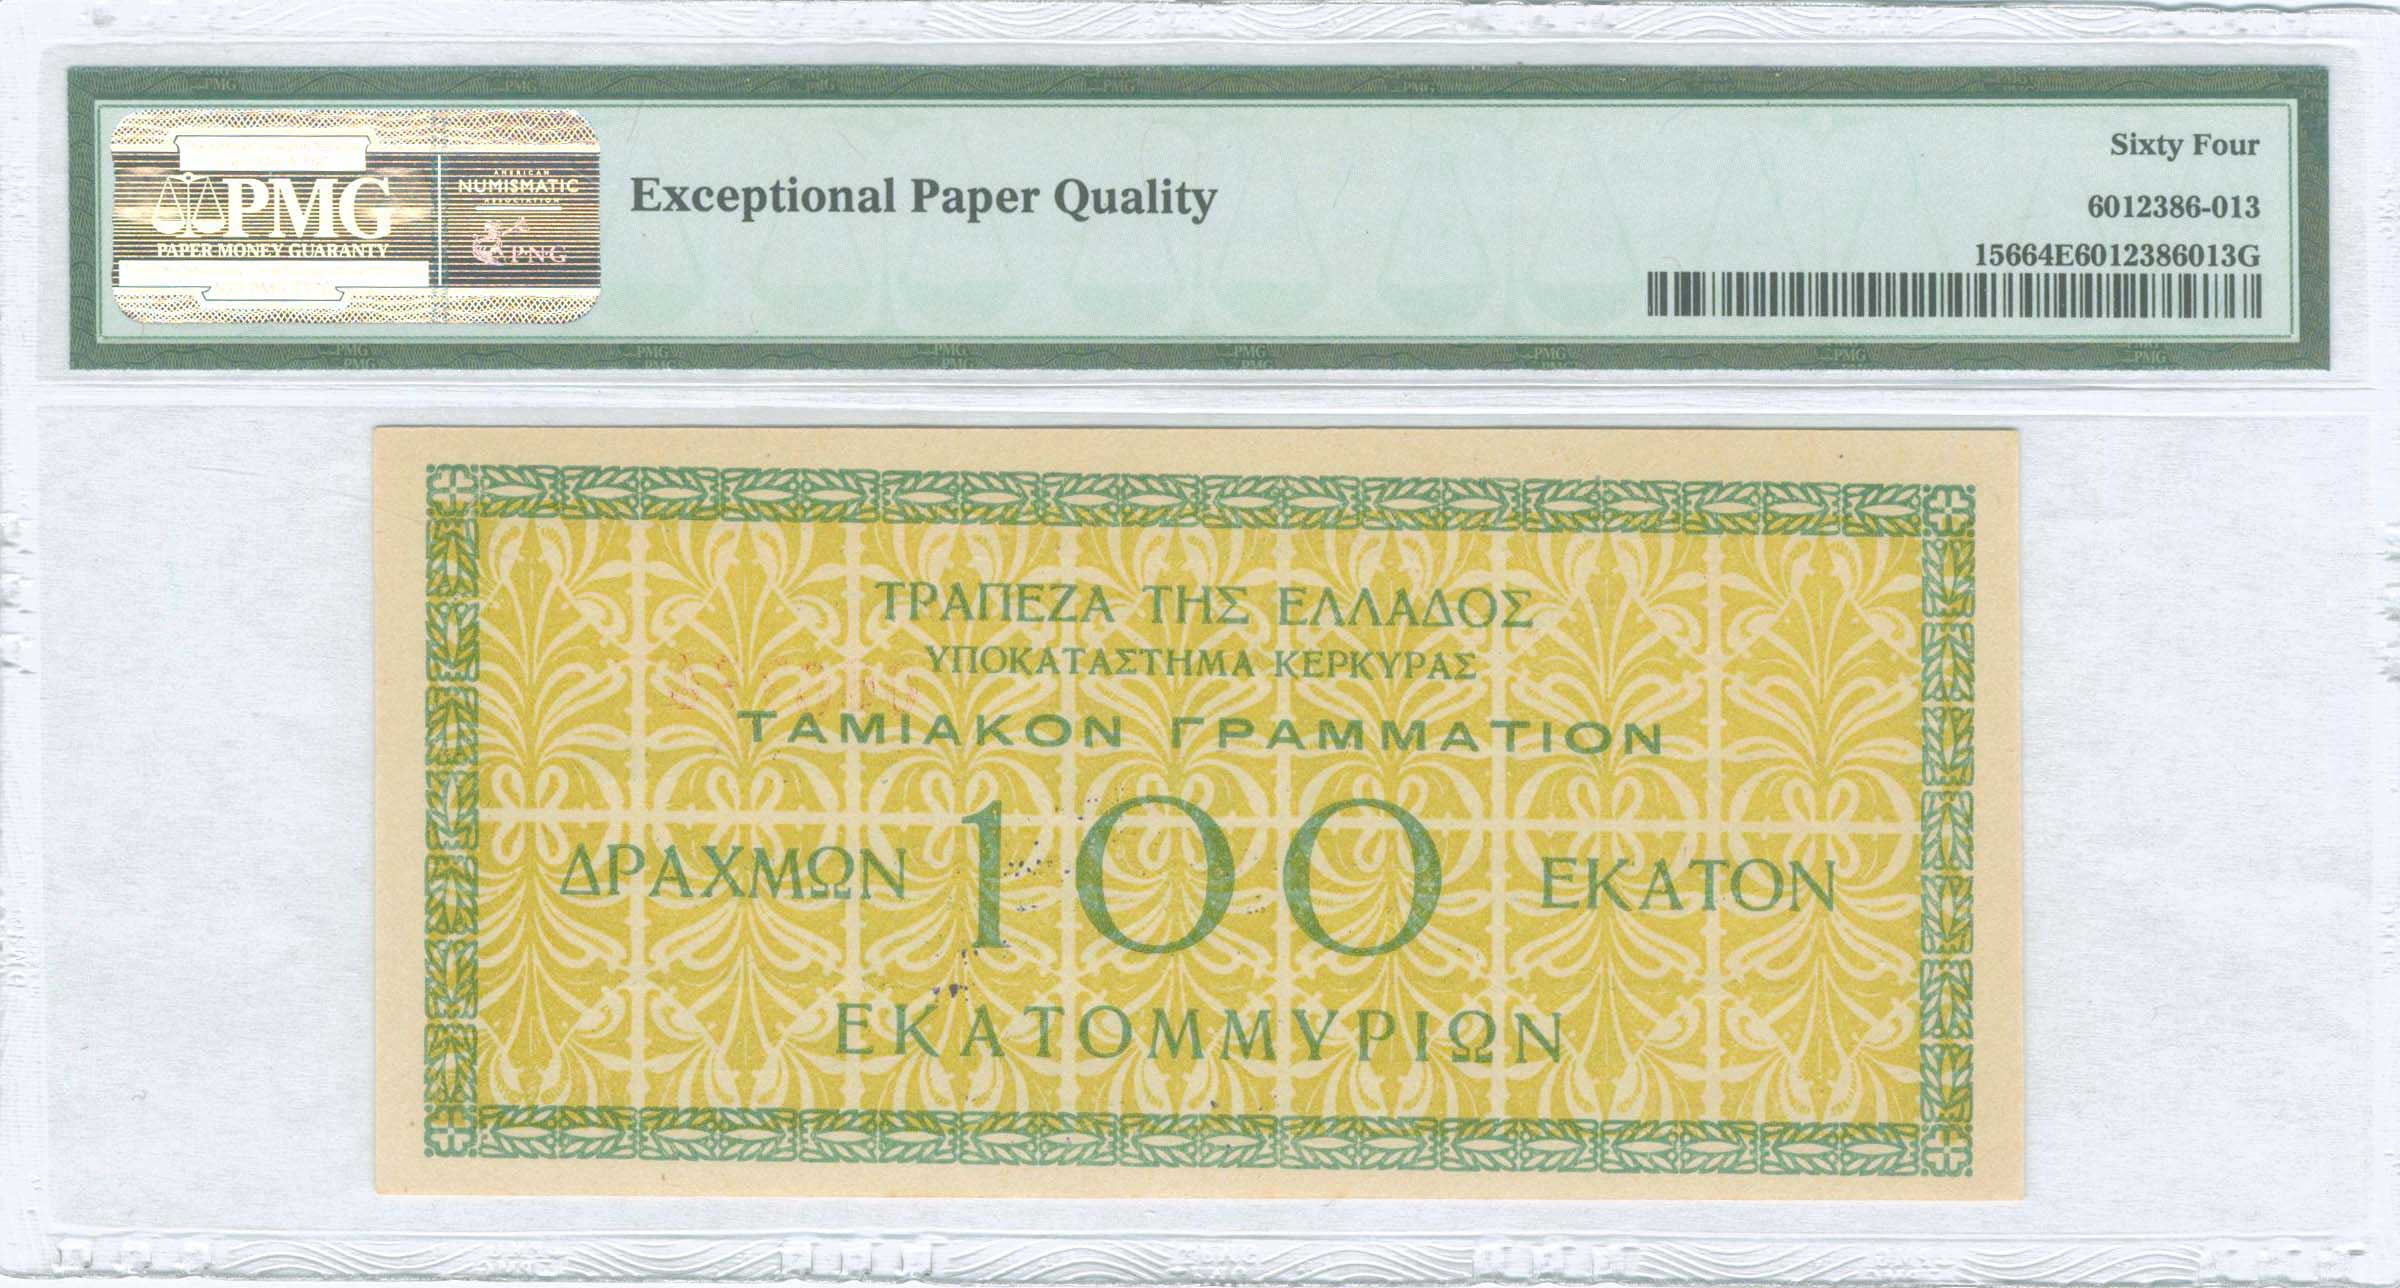 PMG
PAPER MONEY GUARANTY
AMERICAN
NUMISMATIC
ASSOCIATION
PNG
Exceptional Paper Quality
Sixty Four
6012386-013
15664E6012386013G
ΤΡΑΠΕΖΑ ΤΗΣ ΕΛΛΑΔΟΣ
ΥΠΟΚΑΤΑΣΤΗΜΑ ΚΕΡΚΥΡΑΣ
ΤΑΜΙΑΚΟΝ ΓΡΑΜΜΑΤΙΟΝ
ΔΡΑΧΜΩΝ 100 ΕΚΑΤΟΝ
ΕΚΑΤΟΜΜΥΡΙΩΝ